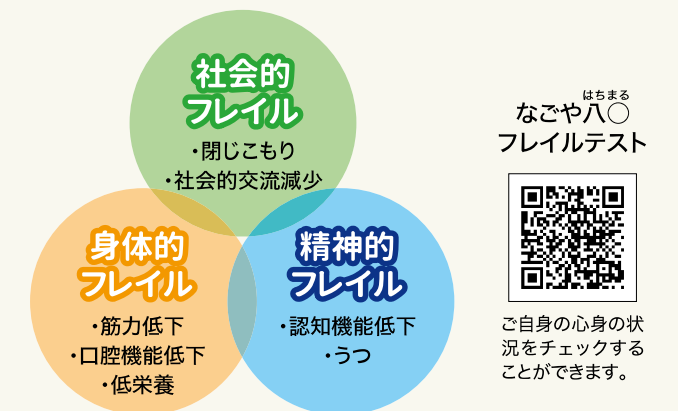 社会的
フレイル
・閉じこもり
・社会的交流減少
身体的
フレイル
・筋力低下
・口腔機能低下
・低栄養
精神的
フレイル
・認知機能低下
・うつ
はちまる
なごや八〇
フレイルテスト
ご自身の心身の状
況をチェックする
ことができます。